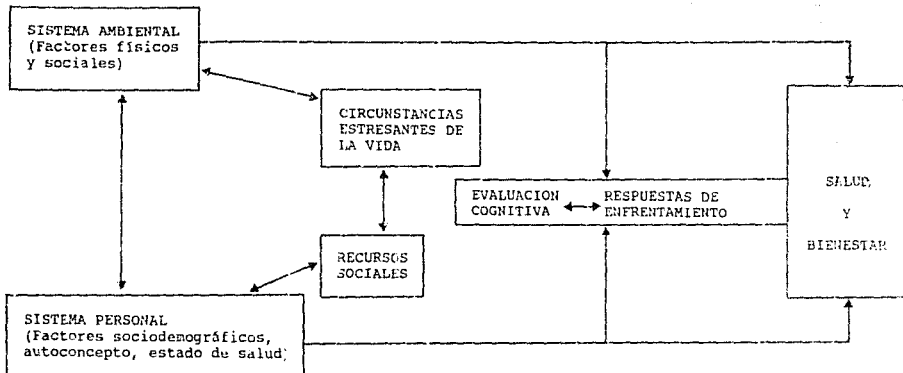 SISTEMA AMBIENTAL
(Factores físicos
y sociales)
CIRCUNSTANCIAS
ESTRESANTES DE
LA VIDA
EVALUACION
COGNITIVA
RESPUESTAS DE
ENFRENTAMIENTO
SALUD
Y
BIENESTAR
RECURSOS
SOCIALES
SISTEMA PERSONAL
(Factores sociodemográficos,
autoconcepto, estado de salud)